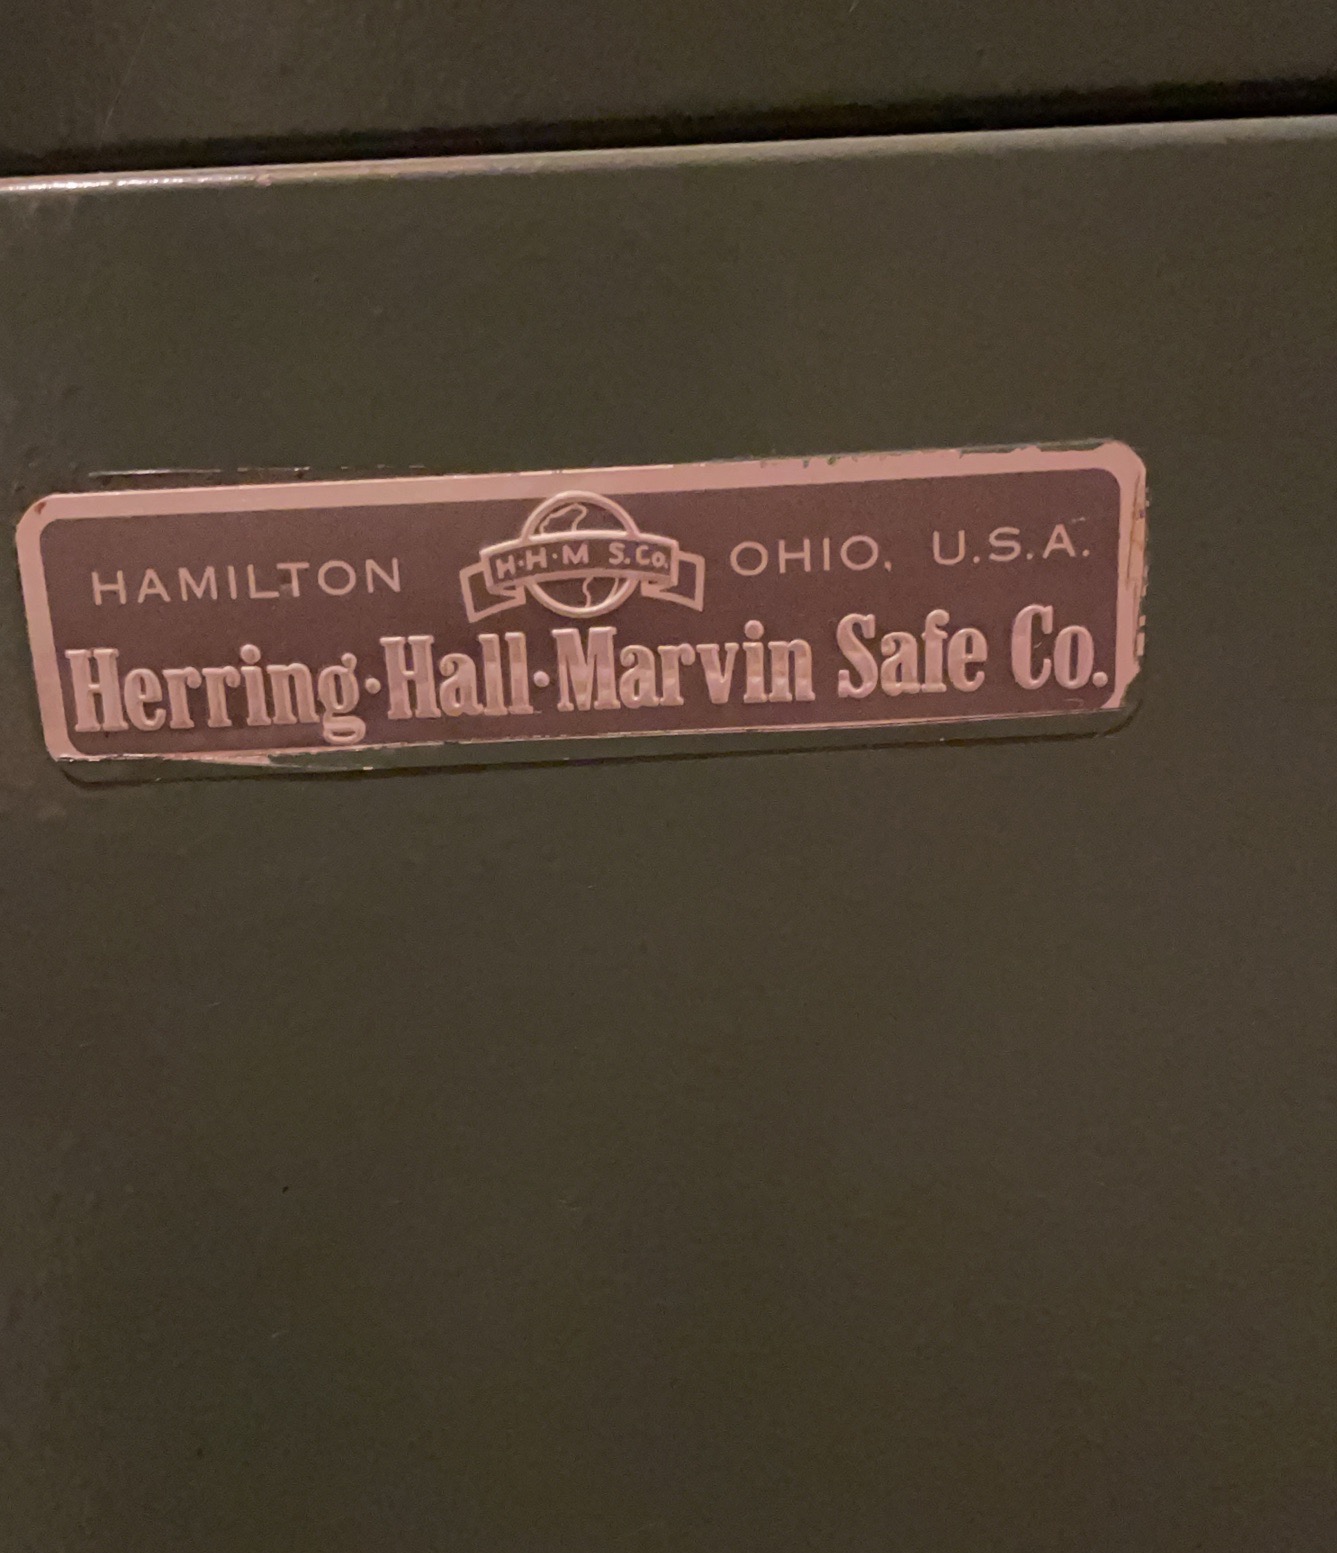 HAMILTON H·H·M S.Co. OHIO, U.S.A.
Herring·Hall·Marvin Safe Co.